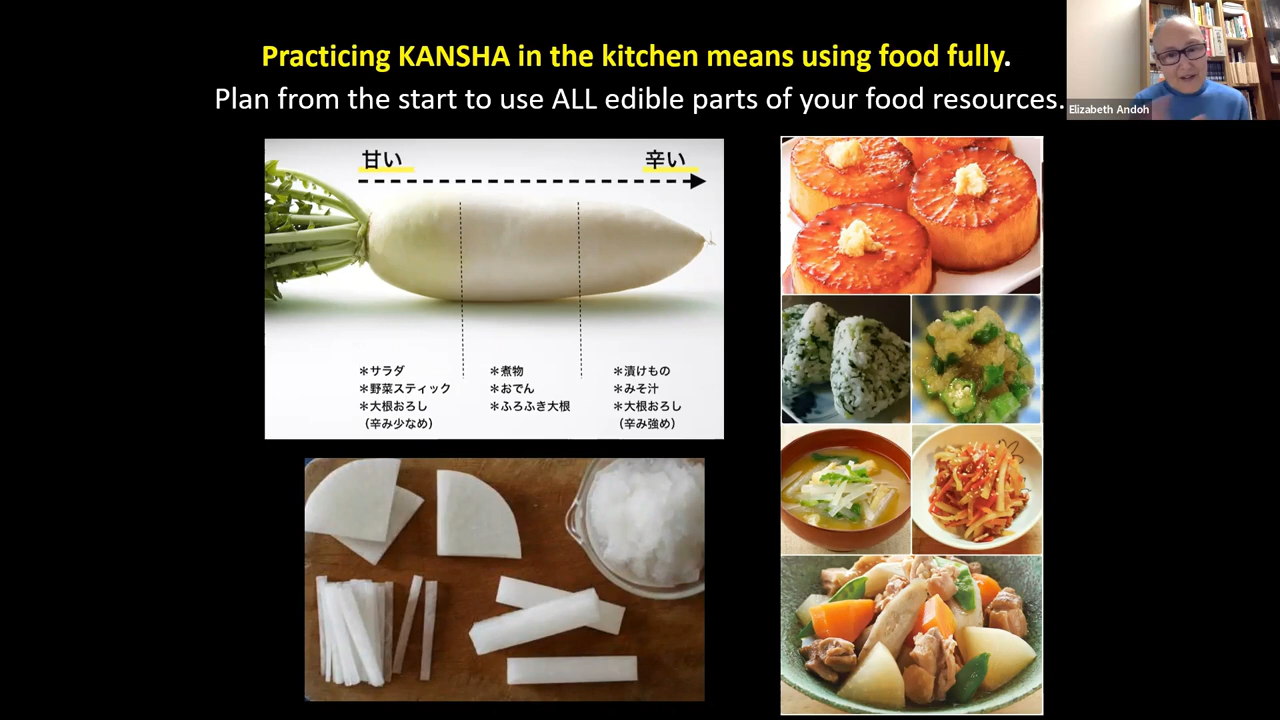 Practicing KANSHA in the kitchen means using food fully.
Plan from the start to use ALL edible parts of your food resources.
Elizabeth Andoh
甘い
辛い
＊サラダ
＊野菜スティック
＊大根おろし
（辛み少なめ）
＊煮物
＊おでん
＊ふろふき大根
＊漬けもの
＊みそ汁
＊大根おろし
（辛み強め）